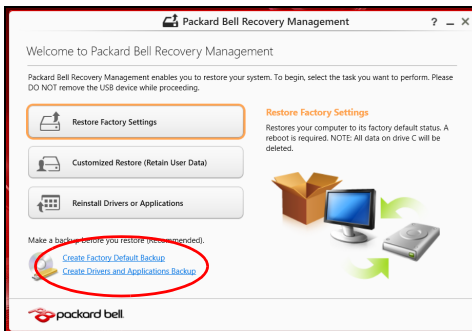 Packard Bell Recovery Management
? – X
Welcome to Packard Bell Recovery Management
Packard Bell Recovery Management enables you to restore your system. To begin, select the task you want to perform. Please
DO NOT remove the USB device while proceeding.
Restore Factory Settings
Customized Restore (Retain User Data)
Reinstall Drivers or Applications
Restore Factory Settings
Restores your computer to its factory default status. A
reboot is required. NOTE: All data on drive C will be
deleted.
Make a backup before you restore (Recommended).
Create Factory Default Backup
Create Drivers and Applications Backup
packard bell